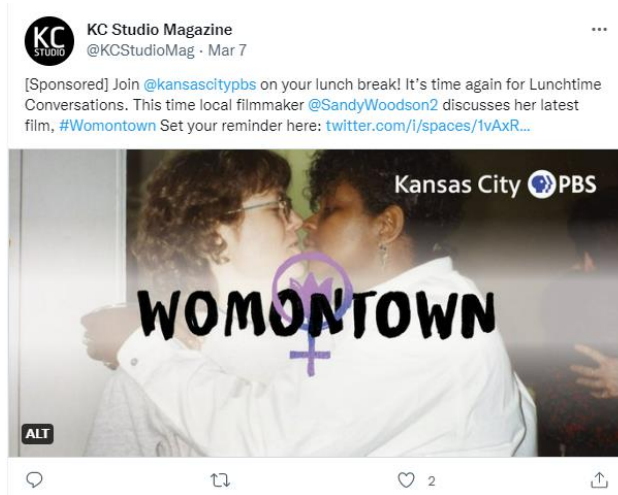 KC STUDIO
KC Studio Magazine
@KCStudioMag · Mar 7
[Sponsored] Join @kansascitypbs on your lunch break! It's time again for Lunchtime
Conversations. This time local filmmaker @SandyWoodson2 discusses her latest
film, #Womontown Set your reminder here: twitter.com/i/spaces/1vAxR...
Kansas City PBS
WOMONTOWN
ALT
2